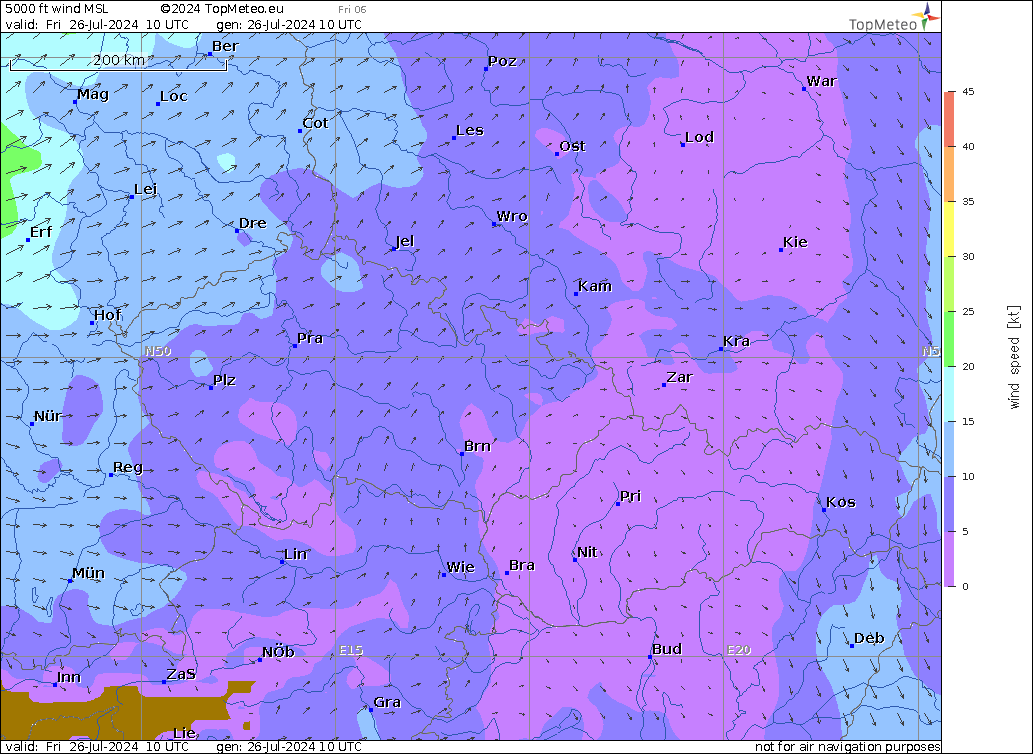 5000 ft wind MSL ©2024 TopMeteo.eu Fri 06
valid: Fri 26-Jul-2024 10 UTC gen: 26-Jul-2024 10 UTC
TopMeteo
Ber
200 km
Poz
War
Mag
Loc
Cot
Les
Lod
Ost
Lej
Wro
Erf
Dre
Jel
Kie
Kam
Hof
Pra
Kra
N50
N5
Plz
Zar
Nür
Brn
Reg
Pri
Kos
Lin
Nit
Mün
Wie
Bra
Deb
NÖb
E15
Bud
E20
Inn
ZaS
Gra
Lie
45
40
35
30
25
20
15
10
5
0
wind speed [kt]
valid: Fri 26-Jul-2024 10 UTC gen: 26-Jul-2024 10 UTC not for air navigation purposes